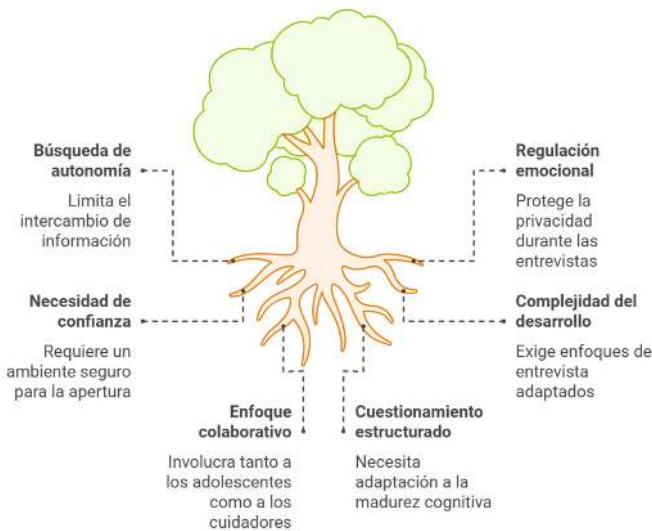 Búsqueda de
autonomía
Limita el
intercambio de
información
Regulación
emocional
Protege la
privacidad
durante las
entrevistas
Necesidad de
confianza
Requiere un
ambiente seguro
para la apertura
Complejidad del
desarrollo
Exige enfoques de
entrevista
adaptados
Enfoque
colaborativo
Involucra tanto a
los adolescentes
como a los
cuidadores
Cuestionamiento
estructurado
Necesita
adaptación a la
madurez cognitiva